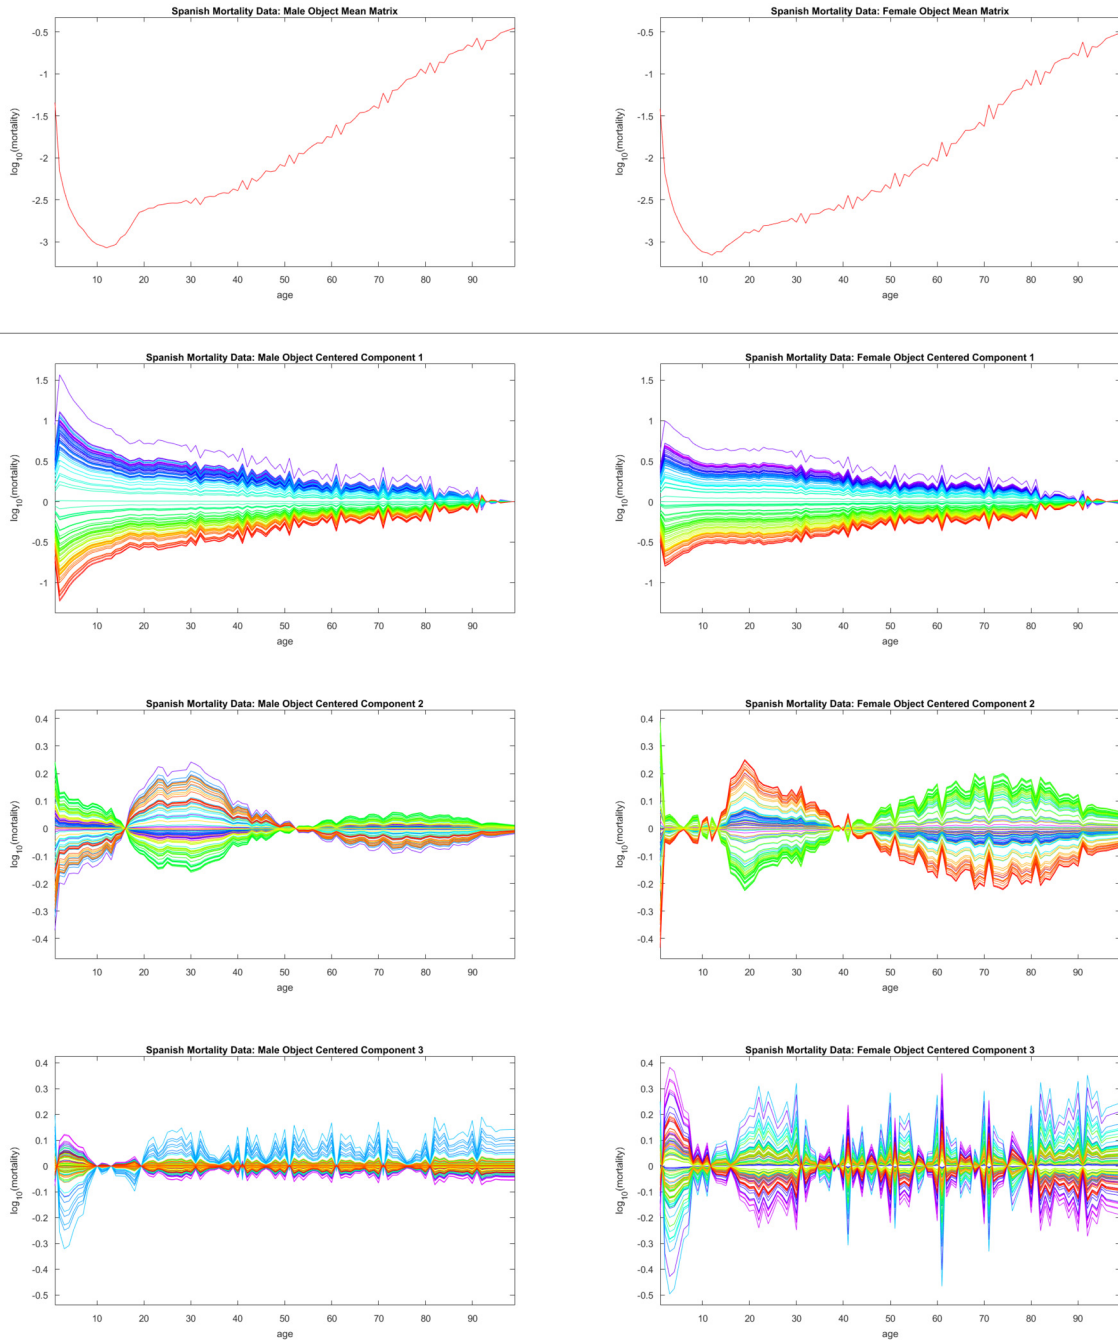 Spanish Mortality Data: Male Object Mean Matrix
-0.5
-1
-1.5
-2
-2.5
-3
log10(mortality)
10 20 30 40 50 60 70 80 90
age
Spanish Mortality Data: Female Object Mean Matrix
-0.5
-1
-1.5
-2
-2.5
-3
log10(mortality)
10 20 30 40 50 60 70 80 90
age
Spanish Mortality Data: Male Object Centered Component 1
1.5
1
0.5
0
-0.5
-1
log10(mortality)
10 20 30 40 50 60 70 80 90
age
Spanish Mortality Data: Female Object Centered Component 1
1.5
1
0.5
0
-0.5
-1
log10(mortality)
10 20 30 40 50 60 70 80 90
age
Spanish Mortality Data: Male Object Centered Component 2
0.4
0.3
0.2
0.1
0
-0.1
-0.2
-0.3
-0.4
log10(mortality)
10 20 30 40 50 60 70 80 90
age
Spanish Mortality Data: Female Object Centered Component 2
0.4
0.3
0.2
0.1
0
-0.1
-0.2
-0.3
-0.4
log10(mortality)
10 20 30 40 50 60 70 80 90
age
Spanish Mortality Data: Male Object Centered Component 3
0.4
0.3
0.2
0.1
0
-0.1
-0.2
-0.3
-0.4
-0.5
log10(mortality)
10 20 30 40 50 60 70 80 90
age
Spanish Mortality Data: Female Object Centered Component 3
0.4
0.3
0.2
0.1
0
-0.1
-0.2
-0.3
-0.4
-0.5
log10(mortality)
10 20 30 40 50 60 70 80 90
age